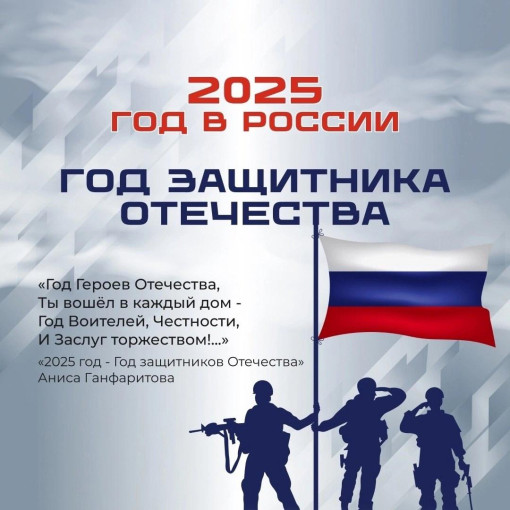 2025
ГОД В РОССИИ
ГОД ЗАЩИТНИКА
ОТЕЧЕСТВА
«Год Героев Отечества,
Ты вошёл в каждый дом -
Год Воителей, Честности,
И Заслуг торжеством!...»
«2025 год - Год защитников Отечества»
Аниса Ганфаритова